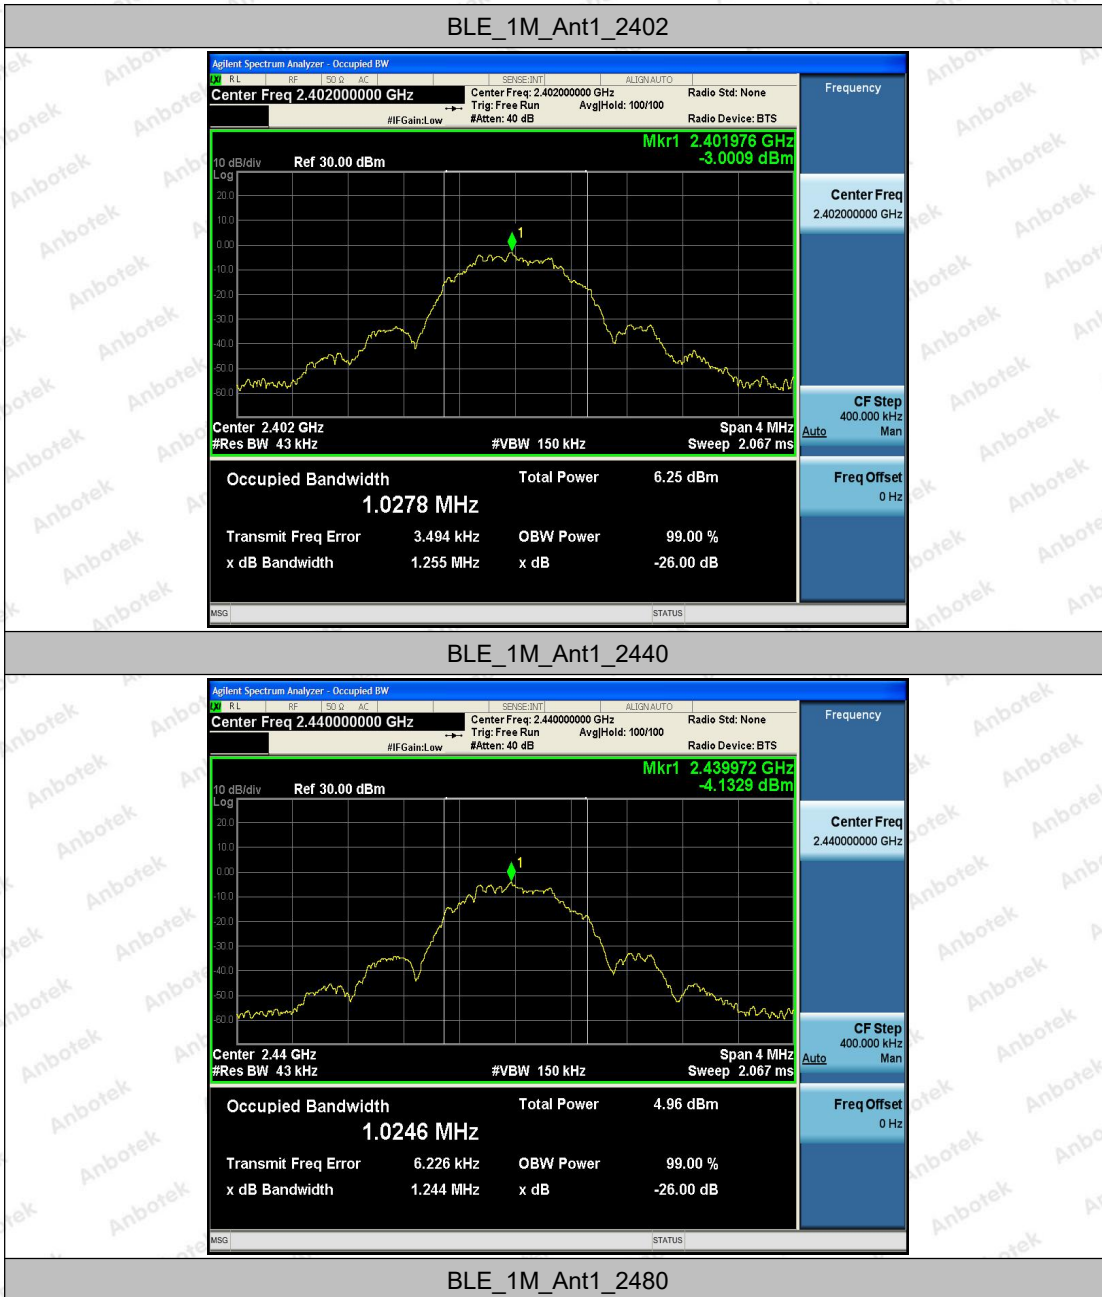 BLE_1M_Ant1_2402
Agilent Spectrum Analyzer - Occupied BW
LXI RL RF 50 Ω AC SENSE:INT ALIGNAUTO
Center Freq 2.402000000 GHz
Center Freq: 2.402000000 GHz Radio Std: None
Trig: Free Run Avg|Hold: 100/100
#IFGain:Low #Atten: 40 dB Radio Device: BTS
Mkr1 2.401976 GHz
-3.0009 dBm
10 dB/div Ref 30.00 dBm
Log
20.0
10.0
0.00
-10.0
-20.0
-30.0
-40.0
-50.0
-60.0
1
Center 2.402 GHz Span 4 MHz
#Res BW 43 kHz #VBW 150 kHz Sweep 2.067 ms
Occupied Bandwidth Total Power 6.25 dBm
1.0278 MHz
Transmit Freq Error 3.494 kHz OBW Power 99.00 %
x dB Bandwidth 1.255 MHz x dB -26.00 dB
MSG STATUS
Frequency
Center Freq
2.402000000 GHz
CF Step
400.000 kHz
Auto Man
Freq Offset
0 Hz
BLE_1M_Ant1_2440
Agilent Spectrum Analyzer - Occupied BW
LXI RL RF 50 Ω AC SENSE:INT ALIGNAUTO
Center Freq 2.440000000 GHz
Center Freq: 2.440000000 GHz Radio Std: None
Trig: Free Run Avg|Hold: 100/100
#IFGain:Low #Atten: 40 dB Radio Device: BTS
Mkr1 2.439972 GHz
-4.1329 dBm
10 dB/div Ref 30.00 dBm
Log
20.0
10.0
0.00
-10.0
-20.0
-30.0
-40.0
-50.0
-60.0
1
Center 2.44 GHz Span 4 MHz
#Res BW 43 kHz #VBW 150 kHz Sweep 2.067 ms
Occupied Bandwidth Total Power 4.96 dBm
1.0246 MHz
Transmit Freq Error 6.226 kHz OBW Power 99.00 %
x dB Bandwidth 1.244 MHz x dB -26.00 dB
MSG STATUS
Frequency
Center Freq
2.440000000 GHz
CF Step
400.000 kHz
Auto Man
Freq Offset
0 Hz
BLE_1M_Ant1_2480